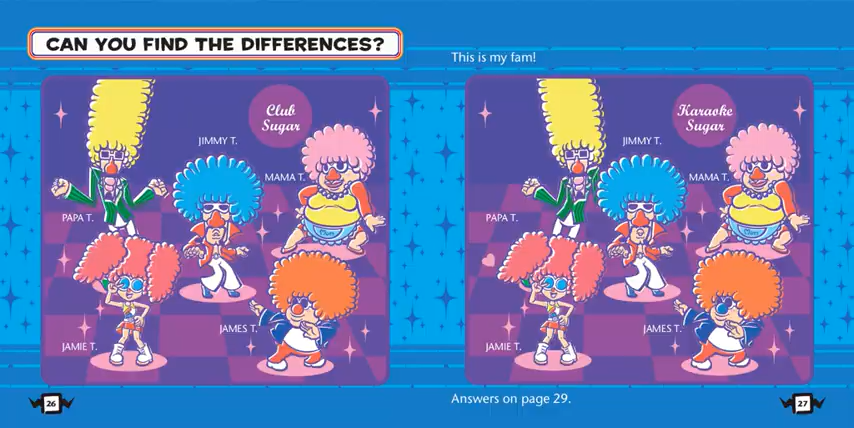 CAN YOU FIND THE DIFFERENCES?
This is my fam!
Club
Sugar
JIMMY T.
MAMA T.
PAPA T.
Mama
JAMES T.
JAMIE T.
26
Karaoke
Sugar
JIMMY T.
MAMA T.
PAPA T.
JAMES T.
JAMIE T.
Answers on page 29.
27